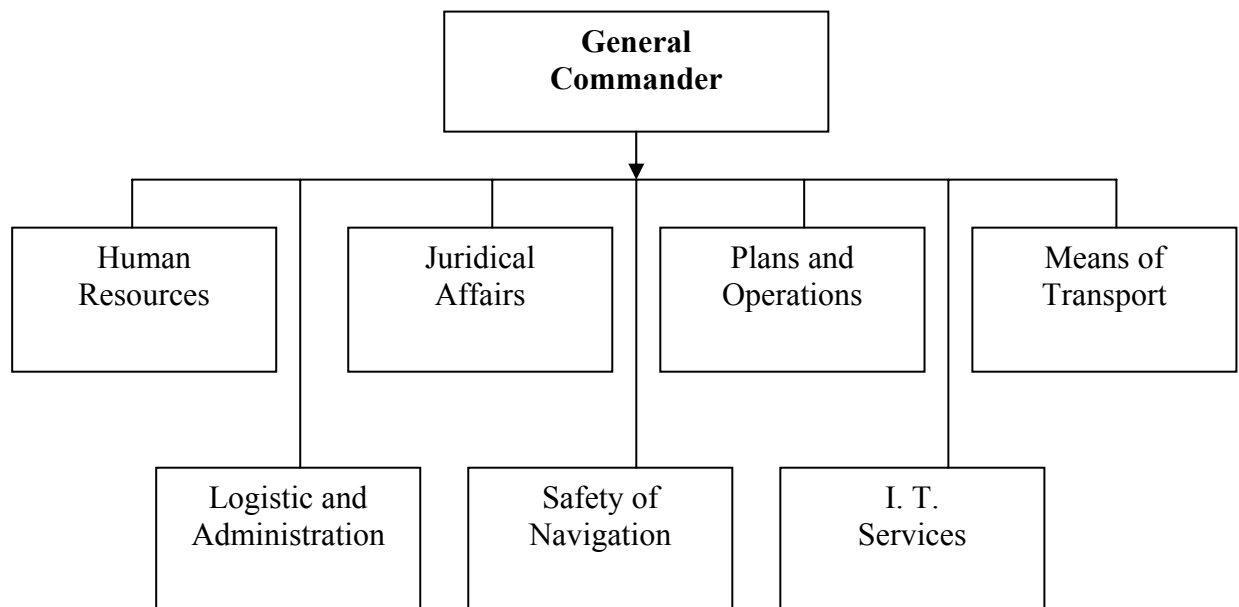 General
Commander
Human
Resources
Juridical
Affairs
Plans and
Operations
Means of
Transport
Logistic and
Administration
Safety of
Navigation
I. T.
Services